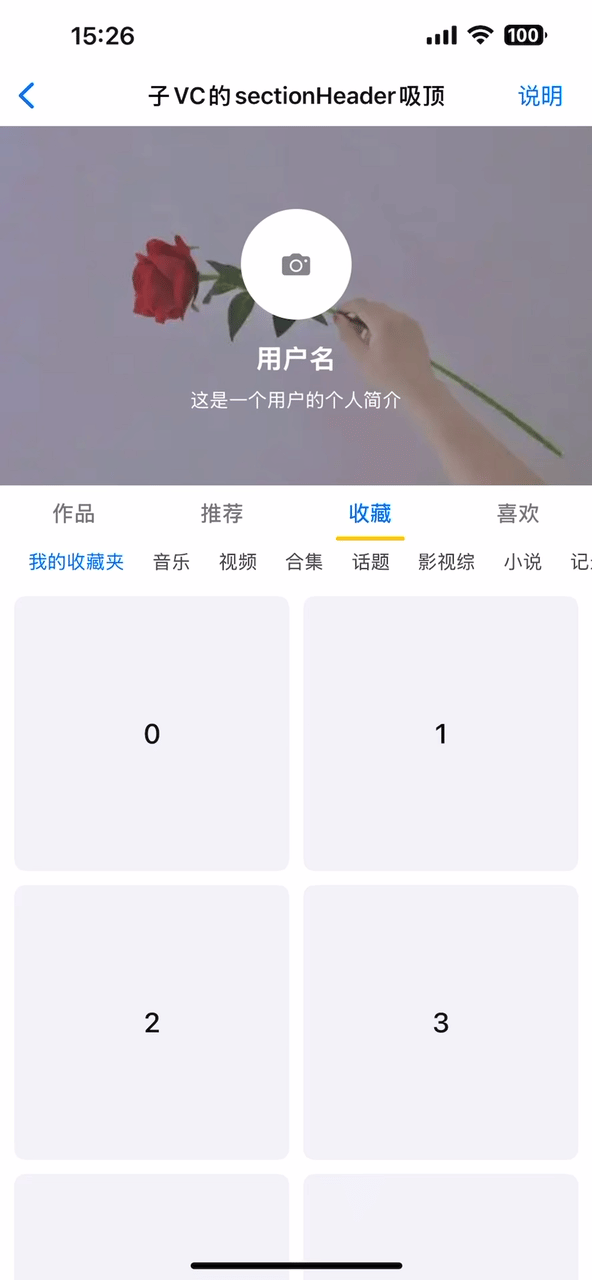 15:26 100
子VC的sectionHeader吸顶 说明
用户名
这是一个用户的个人简介
作品 推荐 收藏 喜欢
我的收藏夹 音乐 视频 合集 话题 影视综 小说 记
0 1
2 3